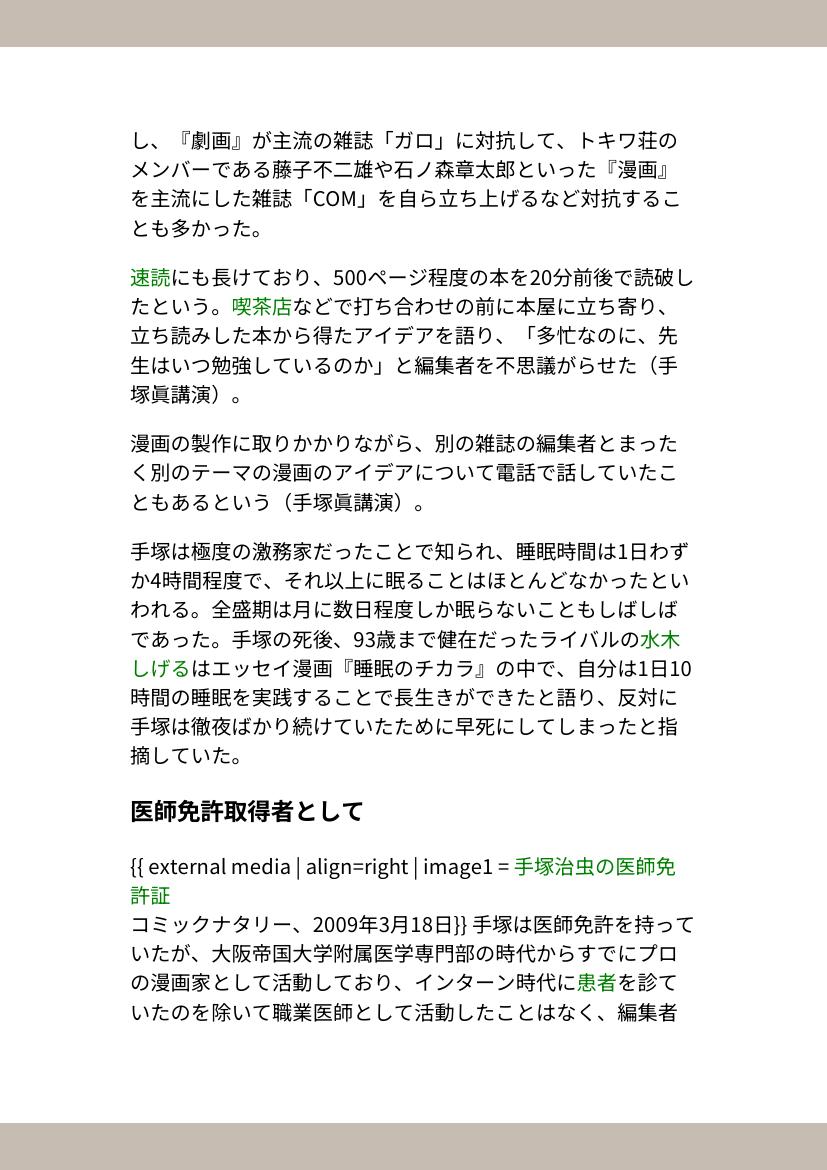 し、『劇画』が主流の雑誌「ガロ」に対抗して、トキワ荘の
メンバーである藤子不二雄や石ノ森章太郎といった『漫画』
を主流にした雑誌「COM」を自ら立ち上げるなど対抗するこ
とも多かった。
速読にも長けており、500ページ程度の本を20分前後で読破し
たという。喫茶店などで打ち合わせの前に本屋に立ち寄り、
立ち読みした本から得たアイデアを語り、「多忙なのに、先
生はいつ勉強しているのか」と編集者を不思議がらせた（手
塚眞講演）。
漫画の製作に取りかかりながら、別の雑誌の編集者とまった
く別のテーマの漫画のアイデアについて電話で話していたこ
ともあるという（手塚眞講演）。
手塚は極度の激務家だったことで知られ、睡眠時間は1日わず
か4時間程度で、それ以上に眠ることはほとんどなかったとい
われる。全盛期は月に数日程度しか眠らないこともしばしば
であった。手塚の死後、93歳まで健在だったライバルの水木
しげるはエッセイ漫画『睡眠のチカラ』の中で、自分は1日10
時間の睡眠を実践することで長生きができたと語り、反対に
手塚は徹夜ばかり続けていたために早死にしてしまったと指
摘していた。
医師免許取得者として
{{ external media | align=right | image1 = 手塚治虫の医師免
許証
コミックナタリー、2009年3月18日}} 手塚は医師免許を持って
いたが、大阪帝国大学附属医学専門部の時代からすでにプロ
の漫画家として活動しており、インターン時代に患者を診て
いたのを除いて職業医師として活動したことはなく、編集者